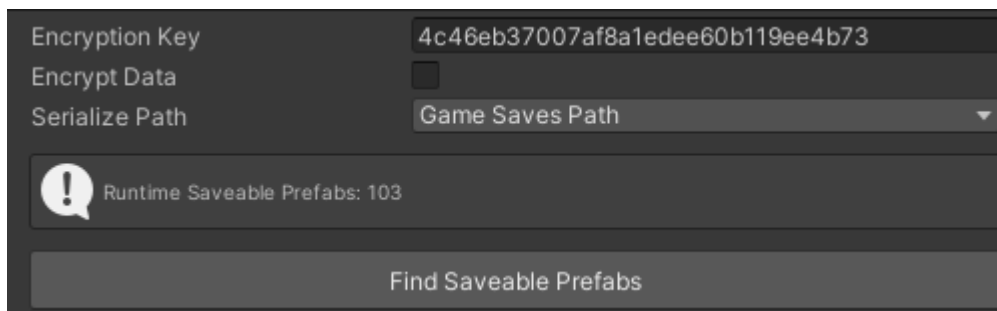 Encryption Key 4c46eb37007af8a1edee60b119ee4b73
Encrypt Data
Serialize Path Game Saves Path
Runtime Saveable Prefabs: 103
Find Saveable Prefabs